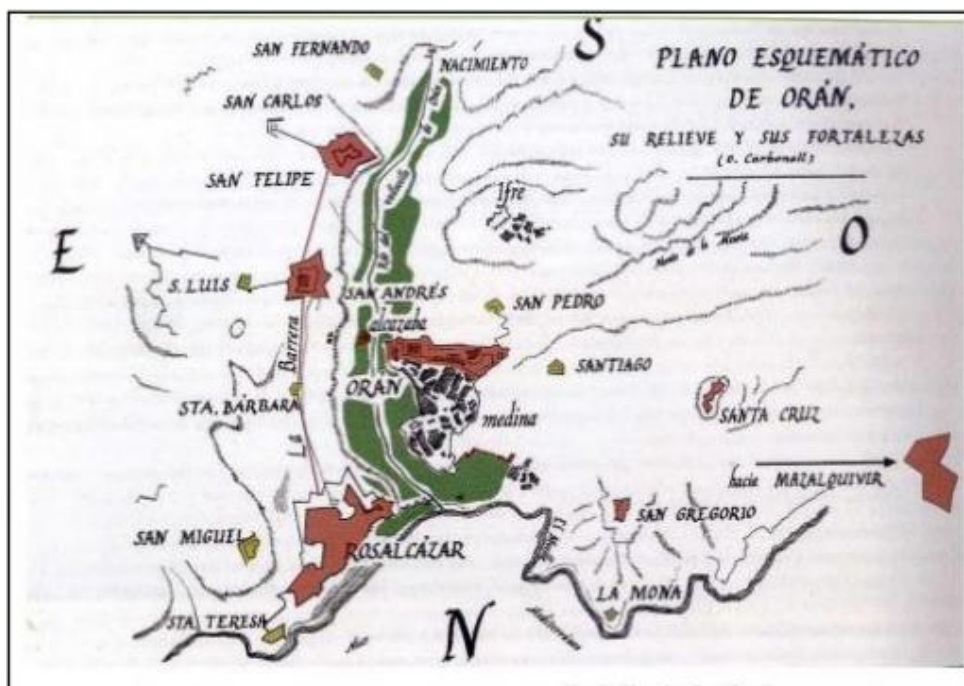 S
PLANO ESQUEMÁTICO
DE ORÁN.
SU RELIEVE Y SUS FORTALEZAS
(O. Carbonell)
SAN FERNANDO
NACIMIENTO
SAN CARLOS
SAN FELIPE
Ifre
E
O
S. LUIS
SAN ANDRÉS
SAN PEDRO
alcazaba
La Barrera
SANTIAGO
ORÁN
STA. BÁRBARA
medina
SANTA CRUZ
hacie MAZALQUIVIR
SAN GREGORIO
SAN MIGUEL
ROSALCÁZAR
LA MONA
STA. TERESA
N